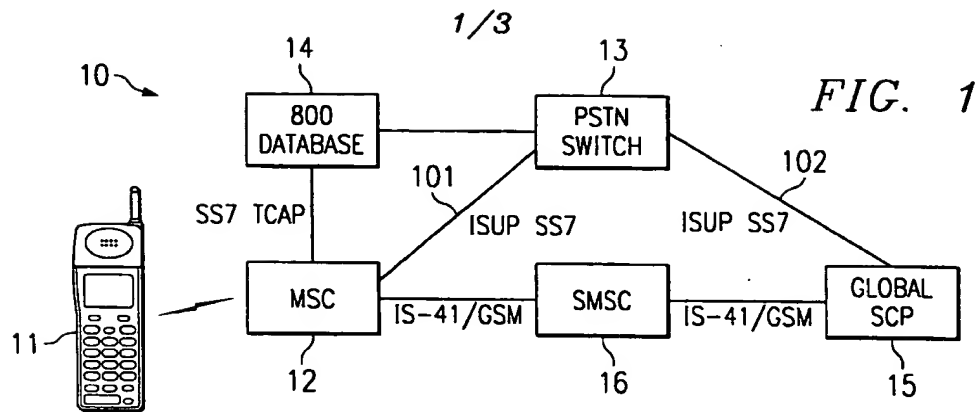 1/3
FIG. 1
10
14
13
800 DATABASE
PSTN SWITCH
101
102
SS7 TCAP
ISUP SS7
ISUP SS7
11
MSC
IS-41/GSM
SMSC
IS-41/GSM
GLOBAL SCP
12
16
15